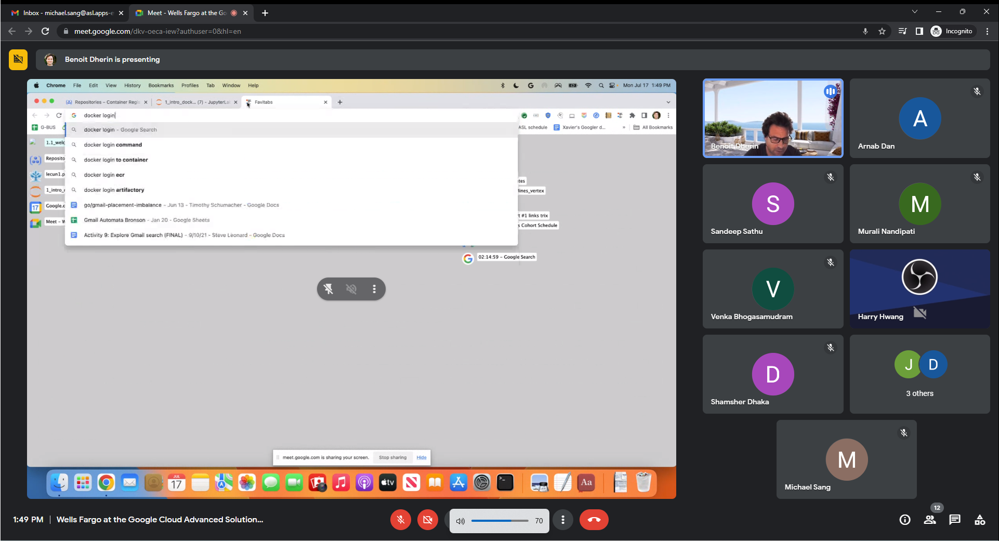 Inbox - michael.sang@asl.apps-e
Meet - Wells Fargo at the Go
meet.google.com/dkv-oeca-iew?authuser=0&hl=en
Incognito
Benoit Dherin is presenting
Chrome File Edit View History Bookmarks Profiles Tab Window Help
Mon Jul 17 1:49 PM
Repositories – Container Regis
1_intro_dock... (7) - JupyterLa
Favitabs
docker login
G-BUS
ASL schedule
Xavier's Googler d...
»
All Bookmarks
docker login - Google Search
docker login command
docker login to container
docker login ecr
docker login artifactory
go/gmail-placement-imbalance - Jun 13 - Timothy Schumacher - Google Docs
Gmail Automata Bronson - Jan 20 - Google Sheets
Activity 9: Explore Gmail search (FINAL) - 9/10/21 - Steve Leonard - Google Docs
1.1_welc
Reposito
lecun1.p
1_intro_
17
Google.c
Meet - W
lines_vertex
#1 links trix
Cohort Schedule
02:14:59 - Google Search
meet.google.com is sharing your screen.
Stop sharing
Hide
JUL
17
tv
Aa
Benoit Dherin
A
Arnab Dan
S
Sandeep Sathu
M
Murali Nandipati
V
Venka Bhogasamudram
Harry Hwang
D
Shamsher Dhaka
J D
3 others
M
Michael Sang
1:49 PM | Wells Fargo at the Google Cloud Advanced Solution...
70
12